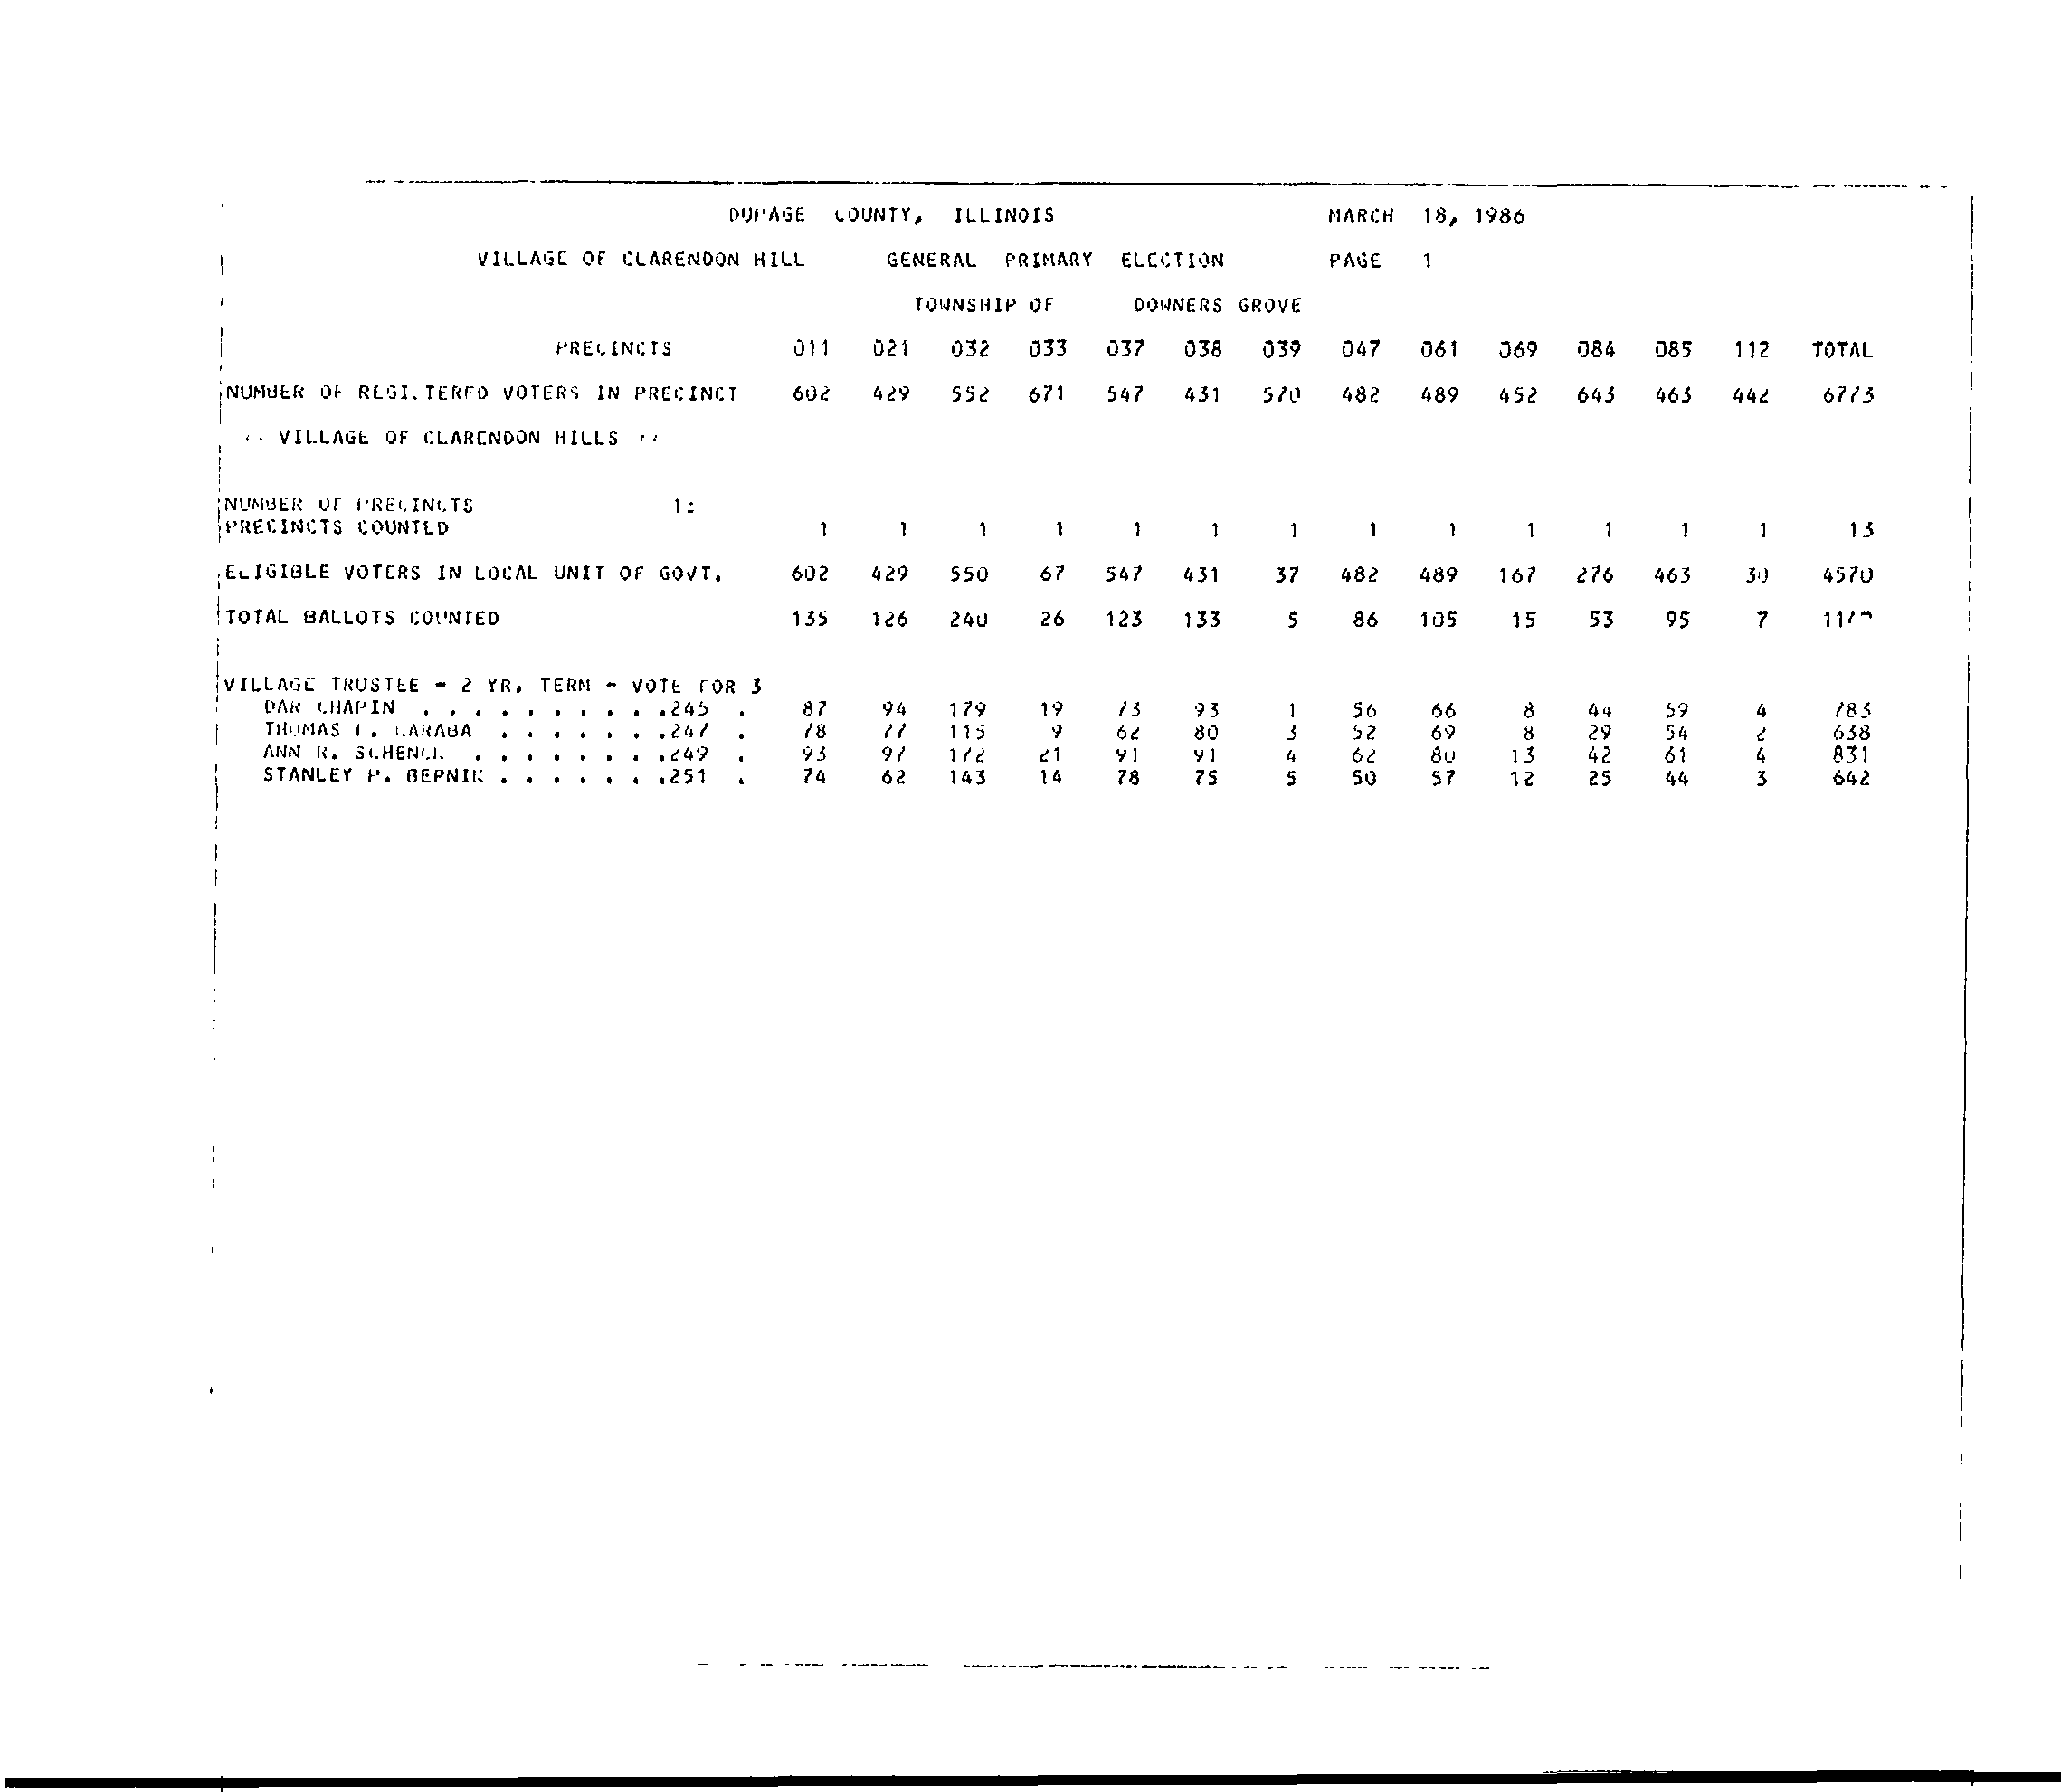 DUPAGE COUNTY, ILLINOIS MARCH 18, 1986
VILLAGE OF CLARENDON HILL GENERAL PRIMARY ELECTION PAGE 1
TOWNSHIP OF DOWNERS GROVE
PRECINCTS 011 021 032 033 037 038 039 047 061 069 084 085 112 TOTAL
NUMBER OF REGISTERED VOTERS IN PRECINCT 602 429 552 671 547 431 570 482 489 452 643 463 442 6773
VILLAGE OF CLARENDON HILLS
NUMBER OF PRECINCTS
PRECINCTS COUNTED 1 1 1 1 1 1 1 1 1 1 1 1 1 13
ELIGIBLE VOTERS IN LOCAL UNIT OF GOVT. 602 429 550 67 547 431 37 482 489 167 276 463 30 4570
TOTAL BALLOTS COUNTED 135 126 240 26 123 133 5 86 105 15 53 95 7
VILLAGE TRUSTEE - 2 YR. TERM - VOTE FOR 3
DAR CHAPIN . . . . . . . . . .245 . 87 94 179 19 73 93 1 56 66 8 44 59 4 783
THOMAS . . . . . . .247 . 78 77 115 9 62 80 3 52 69 8 29 54 2 638
ANN R. SCHENCK . . . . . . . .249 . 93 97 172 21 91 91 4 62 80 13 42 61 4 831
STANLEY P. BEPNIK . . . . . . .251 . 74 62 143 14 78 75 5 50 57 12 25 44 3 642